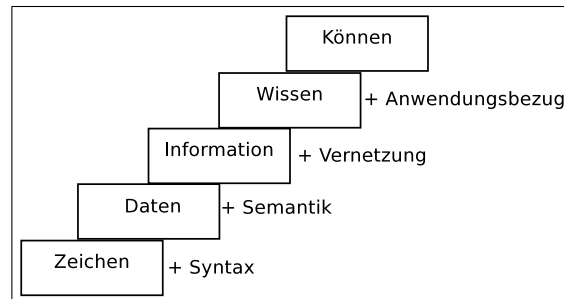 Können
Wissen + Anwendungsbezug
Information + Vernetzung
Daten + Semantik
Zeichen + Syntax